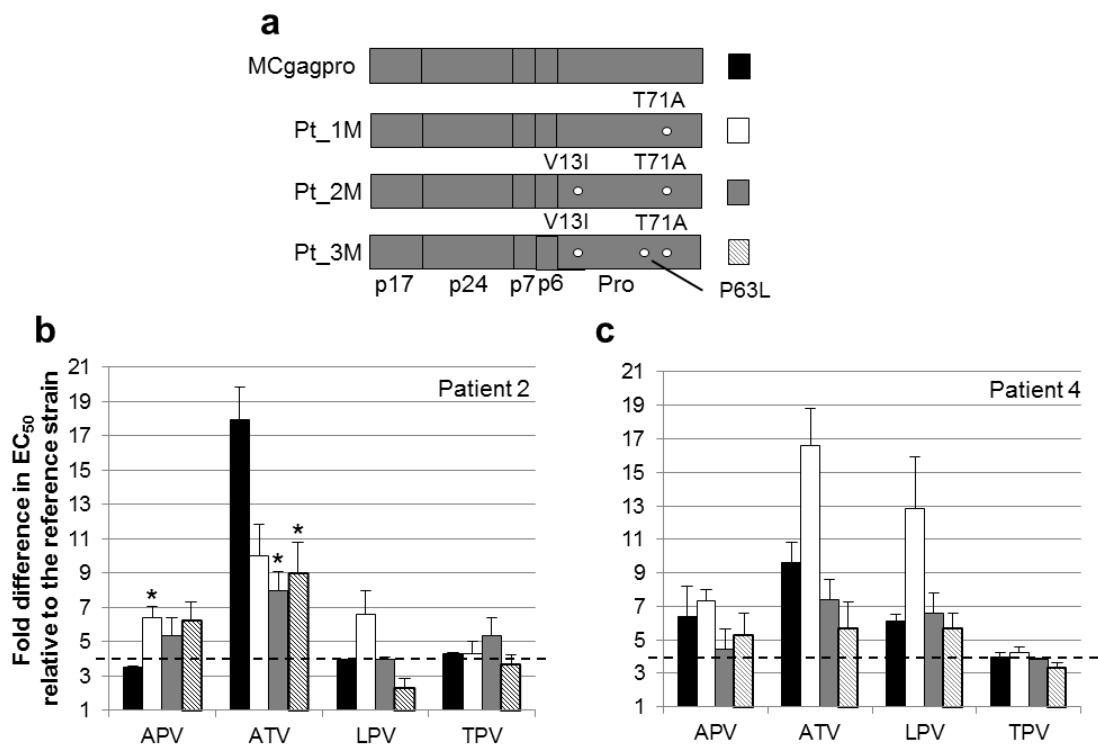 a
MCgagpro
T71A
Pt_1M
V13I T71A
Pt_2M
V13I T71A
Pt_3M
p17 p24 p7 p6 Pro P63L
b
Fold difference in EC50
relative to the reference strain
21
19
17
15
13
11
9
7
5
3
1
Patient 2
*
*
*
APV ATV LPV TPV
c
21
19
17
15
13
11
9
7
5
3
1
Patient 4
APV ATV LPV TPV